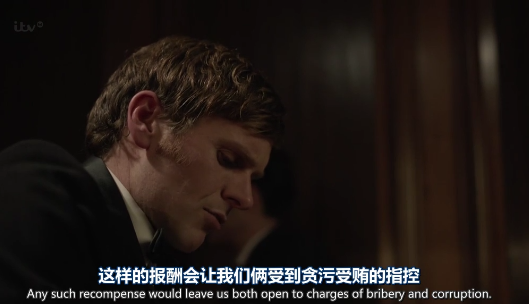 itv
这样的报酬会让我们俩受到贪污受贿的指控
Any such recompense would leave us both open to charges of bribery and corruption.